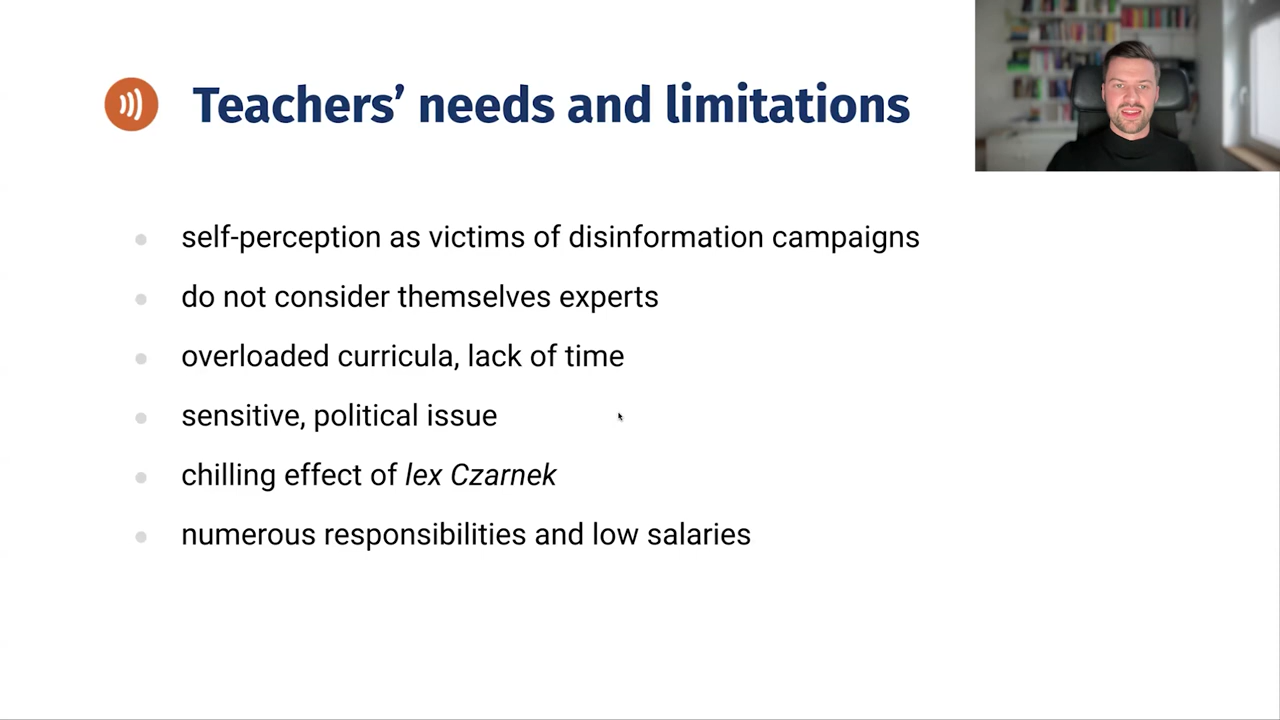 Teachers’ needs and limitations
self-perception as victims of disinformation campaigns
do not consider themselves experts
overloaded curricula, lack of time
sensitive, political issue
chilling effect of lex Czarnek
numerous responsibilities and low salaries